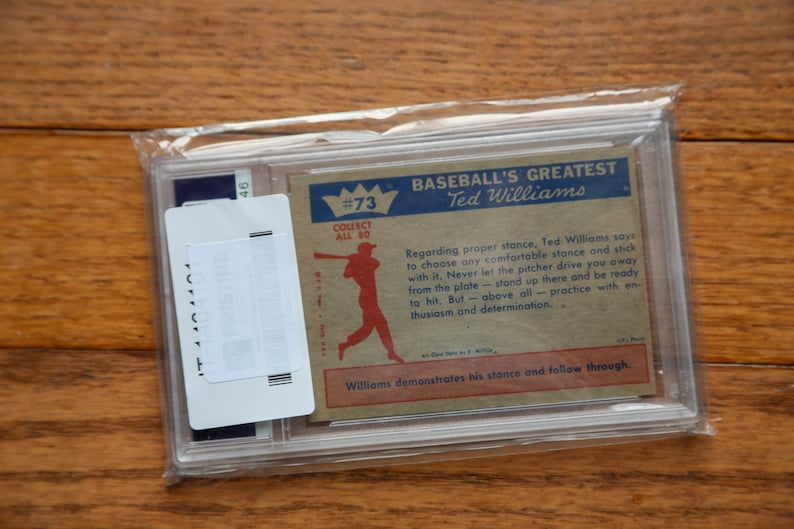 BASEBALL'S GREATEST
#73
Ted Williams
COLLECT
ALL 80
Regarding proper stance, Ted Williams says
to choose any comfortable stance and stick
with it. Never let the pitcher drive you away
from the plate — stand up there and be ready
to hit. But — above all — practice with en-
thusiasm and determination.
Williams demonstrates his stance and follow through.
46